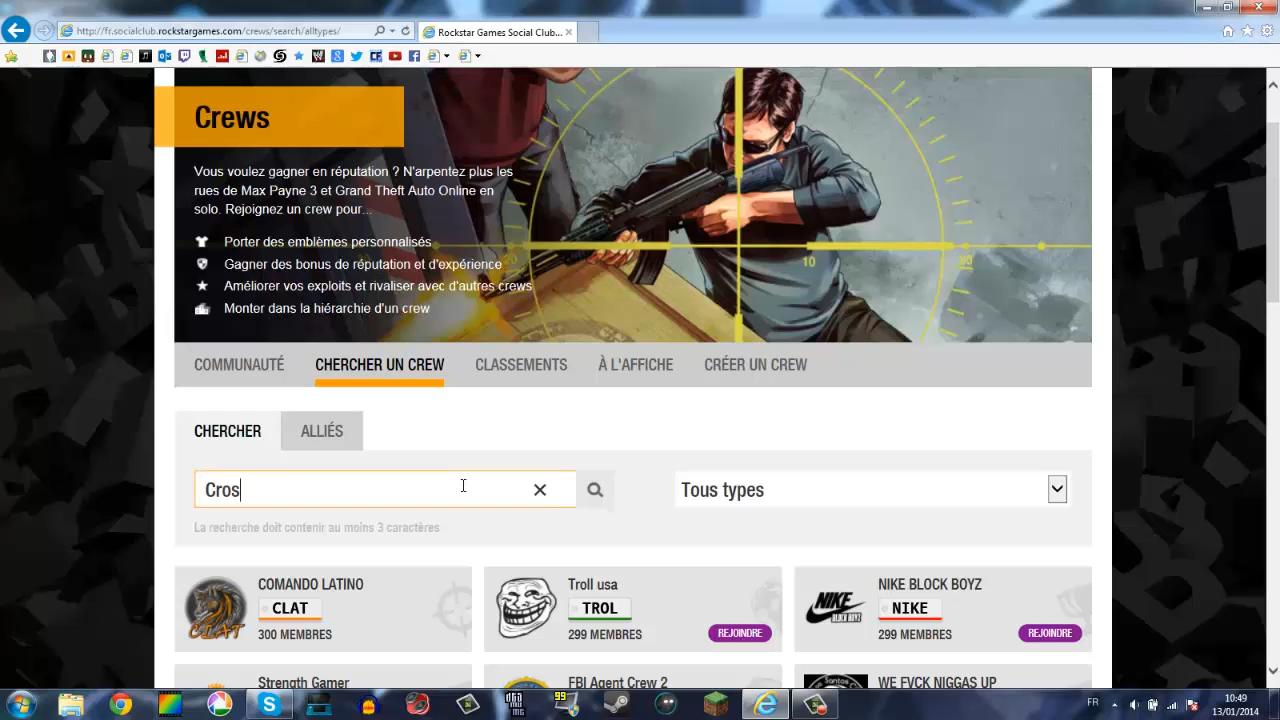 http://fr.socialclub.rockstargames.com/crews/search/alltypes/
Rockstar Games Social Club...
Crews
Vous voulez gagner en réputation ? N'arpentez plus les
rues de Max Payne 3 et Grand Theft Auto Online en
solo. Rejoignez un crew pour...
Porter des emblèmes personnalisés
Gagner des bonus de réputation et d'expérience
Améliorer vos exploits et rivaliser avec d'autres crews
Monter dans la hiérarchie d'un crew
20
10
COMMUNAUTÉ
CHERCHER UN CREW
CLASSEMENTS
À L'AFFICHE
CRÉER UN CREW
CHERCHER
ALLIÉS
Cros
Tous types
La recherche doit contenir au moins 3 caractères
COMANDO LATINO
CLAT
300 MEMBRES
CLAT
Troll usa
TROL
299 MEMBRES
REJOINDRE
NIKE BLOCK BOYZ
NIKE
299 MEMBRES
REJOINDRE
NIKE
BLOCK BOYZ
Strength Gamer
FBI Agent Crew 2
WE FVCK NIGGAS UP
FR
10:49
13/01/2014